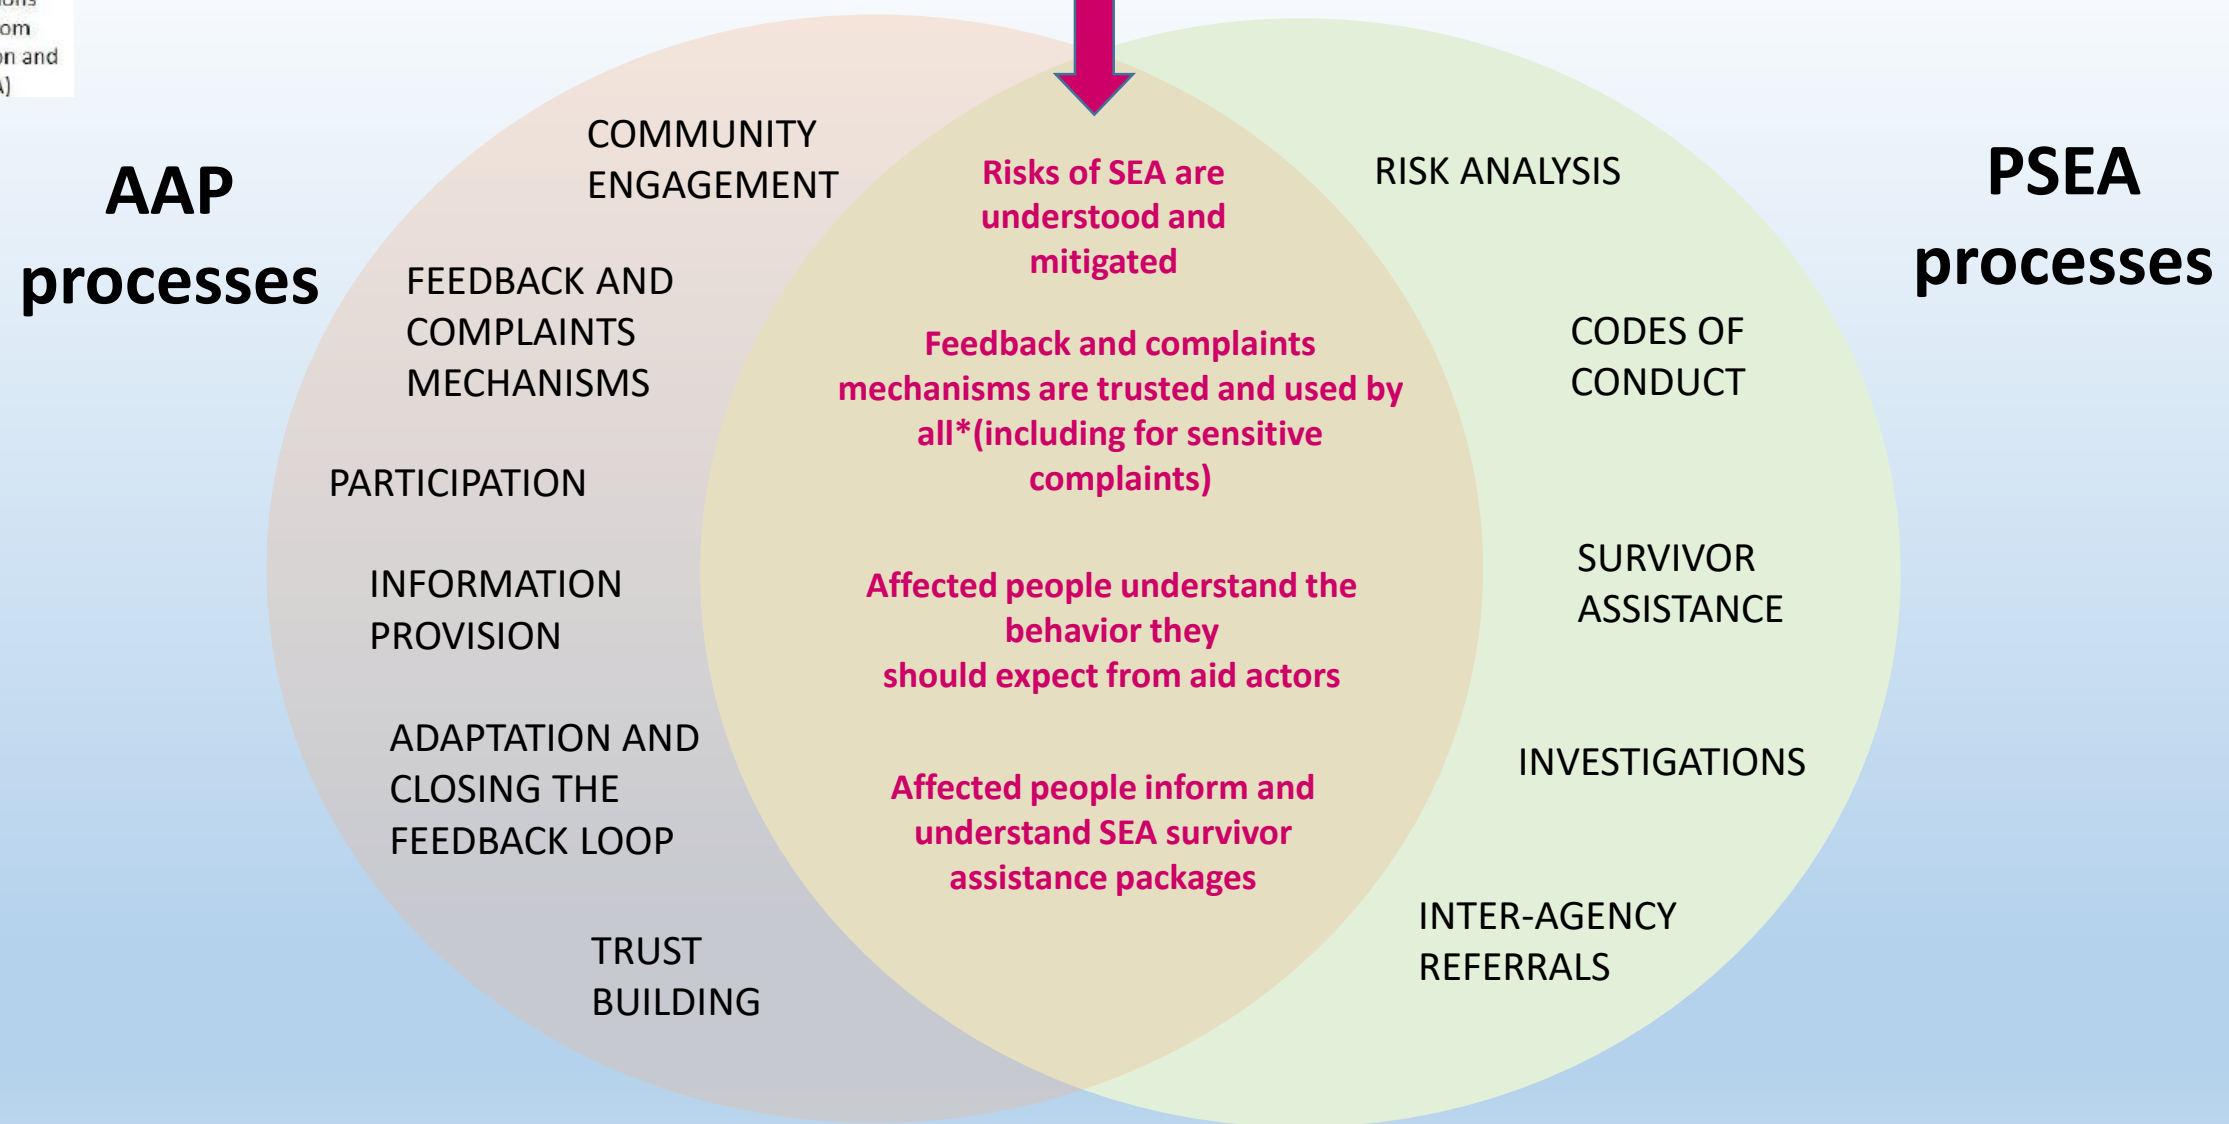 om
and
A)
AAP
processes
COMMUNITY
ENGAGEMENT
FEEDBACK AND
COMPLAINTS
MECHANISMS
PARTICIPATION
INFORMATION
PROVISION
ADAPTATION AND
CLOSING THE
FEEDBACK LOOP
TRUST
BUILDING
Risks of SEA are
understood and
mitigated
Feedback and complaints
mechanisms are trusted and used by
all*(including for sensitive
complaints)
Affected people understand the
behavior they
should expect from aid actors
Affected people inform and
understand SEA survivor
assistance packages
RISK ANALYSIS
CODES OF
CONDUCT
SURVIVOR
ASSISTANCE
INVESTIGATIONS
INTER-AGENCY
REFERRALS
PSEA
processes